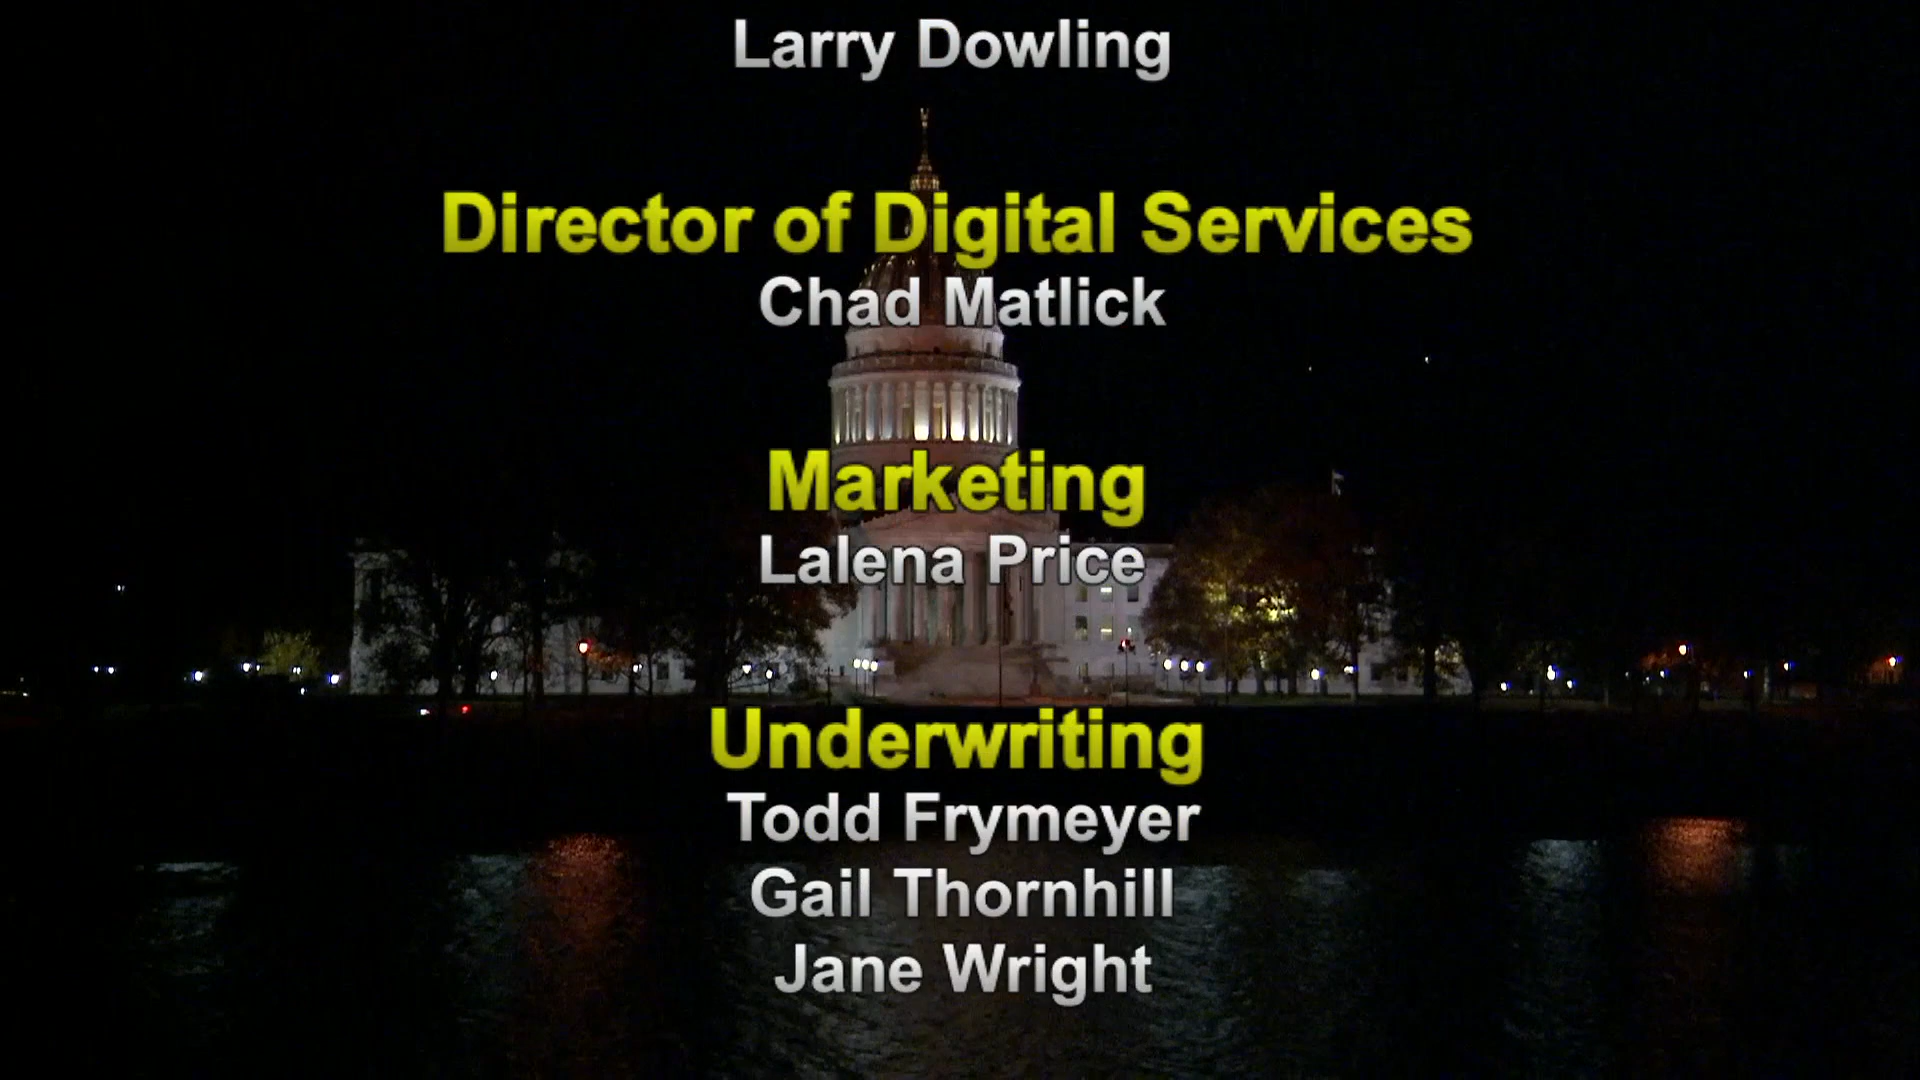 Larry Dowling
Director of Digital Services
Chad Matlick
Marketing
Lalena Price
Underwriting
Todd Frymeyer
Gail Thornhill
Jane Wright